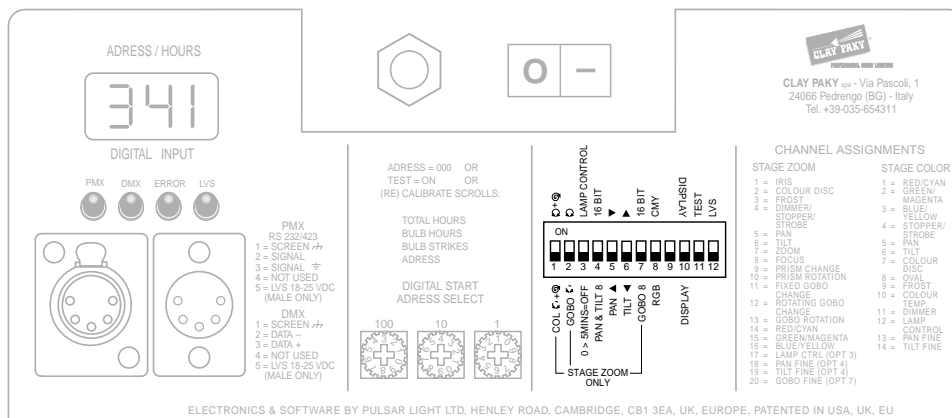 ADRESS / HOURS
341
DIGITAL INPUT
PMX DMX ERROR LVS
PMX
RS 232/423
1 = SCREEN
2 = SIGNAL
3 = SIGNAL
4 = NOT USED
5 = LVS 18-25 VDC
(MALE ONLY)
DMX
1 = SCREEN
2 = DATA –
3 = DATA +
4 = NOT USED
5 = LVS 18-25 VDC
(MALE ONLY)
O –
ADRESS = 000 OR
TEST = ON OR
(RE) CALIBRATE SCROLLS:
TOTAL HOURS
BULB HOURS
BULB STRIKES
ADRESS
DIGITAL START
ADRESS SELECT
100 10 1
LAMP CONTROL
16 BIT
16 BIT
CMY
DISPLAY
TEST
LVS
ON
1 2 3 4 5 6 7 8 9 10 11 12
COL
GOBO
0 > 5MINS=OFF
PAN & TILT 8
PAN
TILT
GOBO 8
RGB
DISPLAY
STAGE ZOOM
ONLY
CLAY PAKY
PROFESSIONAL SHOW LIGHTING
CLAY PAKY spa - Via Pascoli, 1
24066 Pedrengo (BG) - Italy
Tel. +39-035-654311
CHANNEL ASSIGNMENTS
STAGE ZOOM
1 = IRIS
2 = COLOUR DISC
3 = FROST
4 = DIMMER/
STOPPER/
STROBE
5 = PAN
6 = TILT
7 = ZOOM
8 = FOCUS
9 = PRISM CHANGE
10 = PRISM ROTATION
11 = FIXED GOBO
CHANGE
12 = ROTATING GOBO
CHANGE
13 = GOBO ROTATION
14 = RED/CYAN
15 = GREEN/MAGENTA
16 = BLUE/YELLOW
17 = LAMP CTRL (OPT 3)
18 = PAN FINE (OPT 4)
19 = TILT FINE (OPT 4)
20 = GOBO FINE (OPT 7)
STAGE COLOR
1 = RED/CYAN
2 = GREEN/
MAGENTA
3 = BLUE/
YELLOW
4 = STOPPER/
STROBE
5 = PAN
6 = TILT
7 = COLOUR
DISC
8 = OVAL
9 = FROST
10 = COLOUR
TEMP.
11 = DIMMER
12 = LAMP
CONTROL
13 = PAN FINE
14 = TILT FINE
ELECTRONICS & SOFTWARE BY PULSAR LIGHT LTD, HENLEY ROAD, CAMBRIDGE, CB1 3EA, UK, EUROPE, PATENTED IN USA, UK, EU